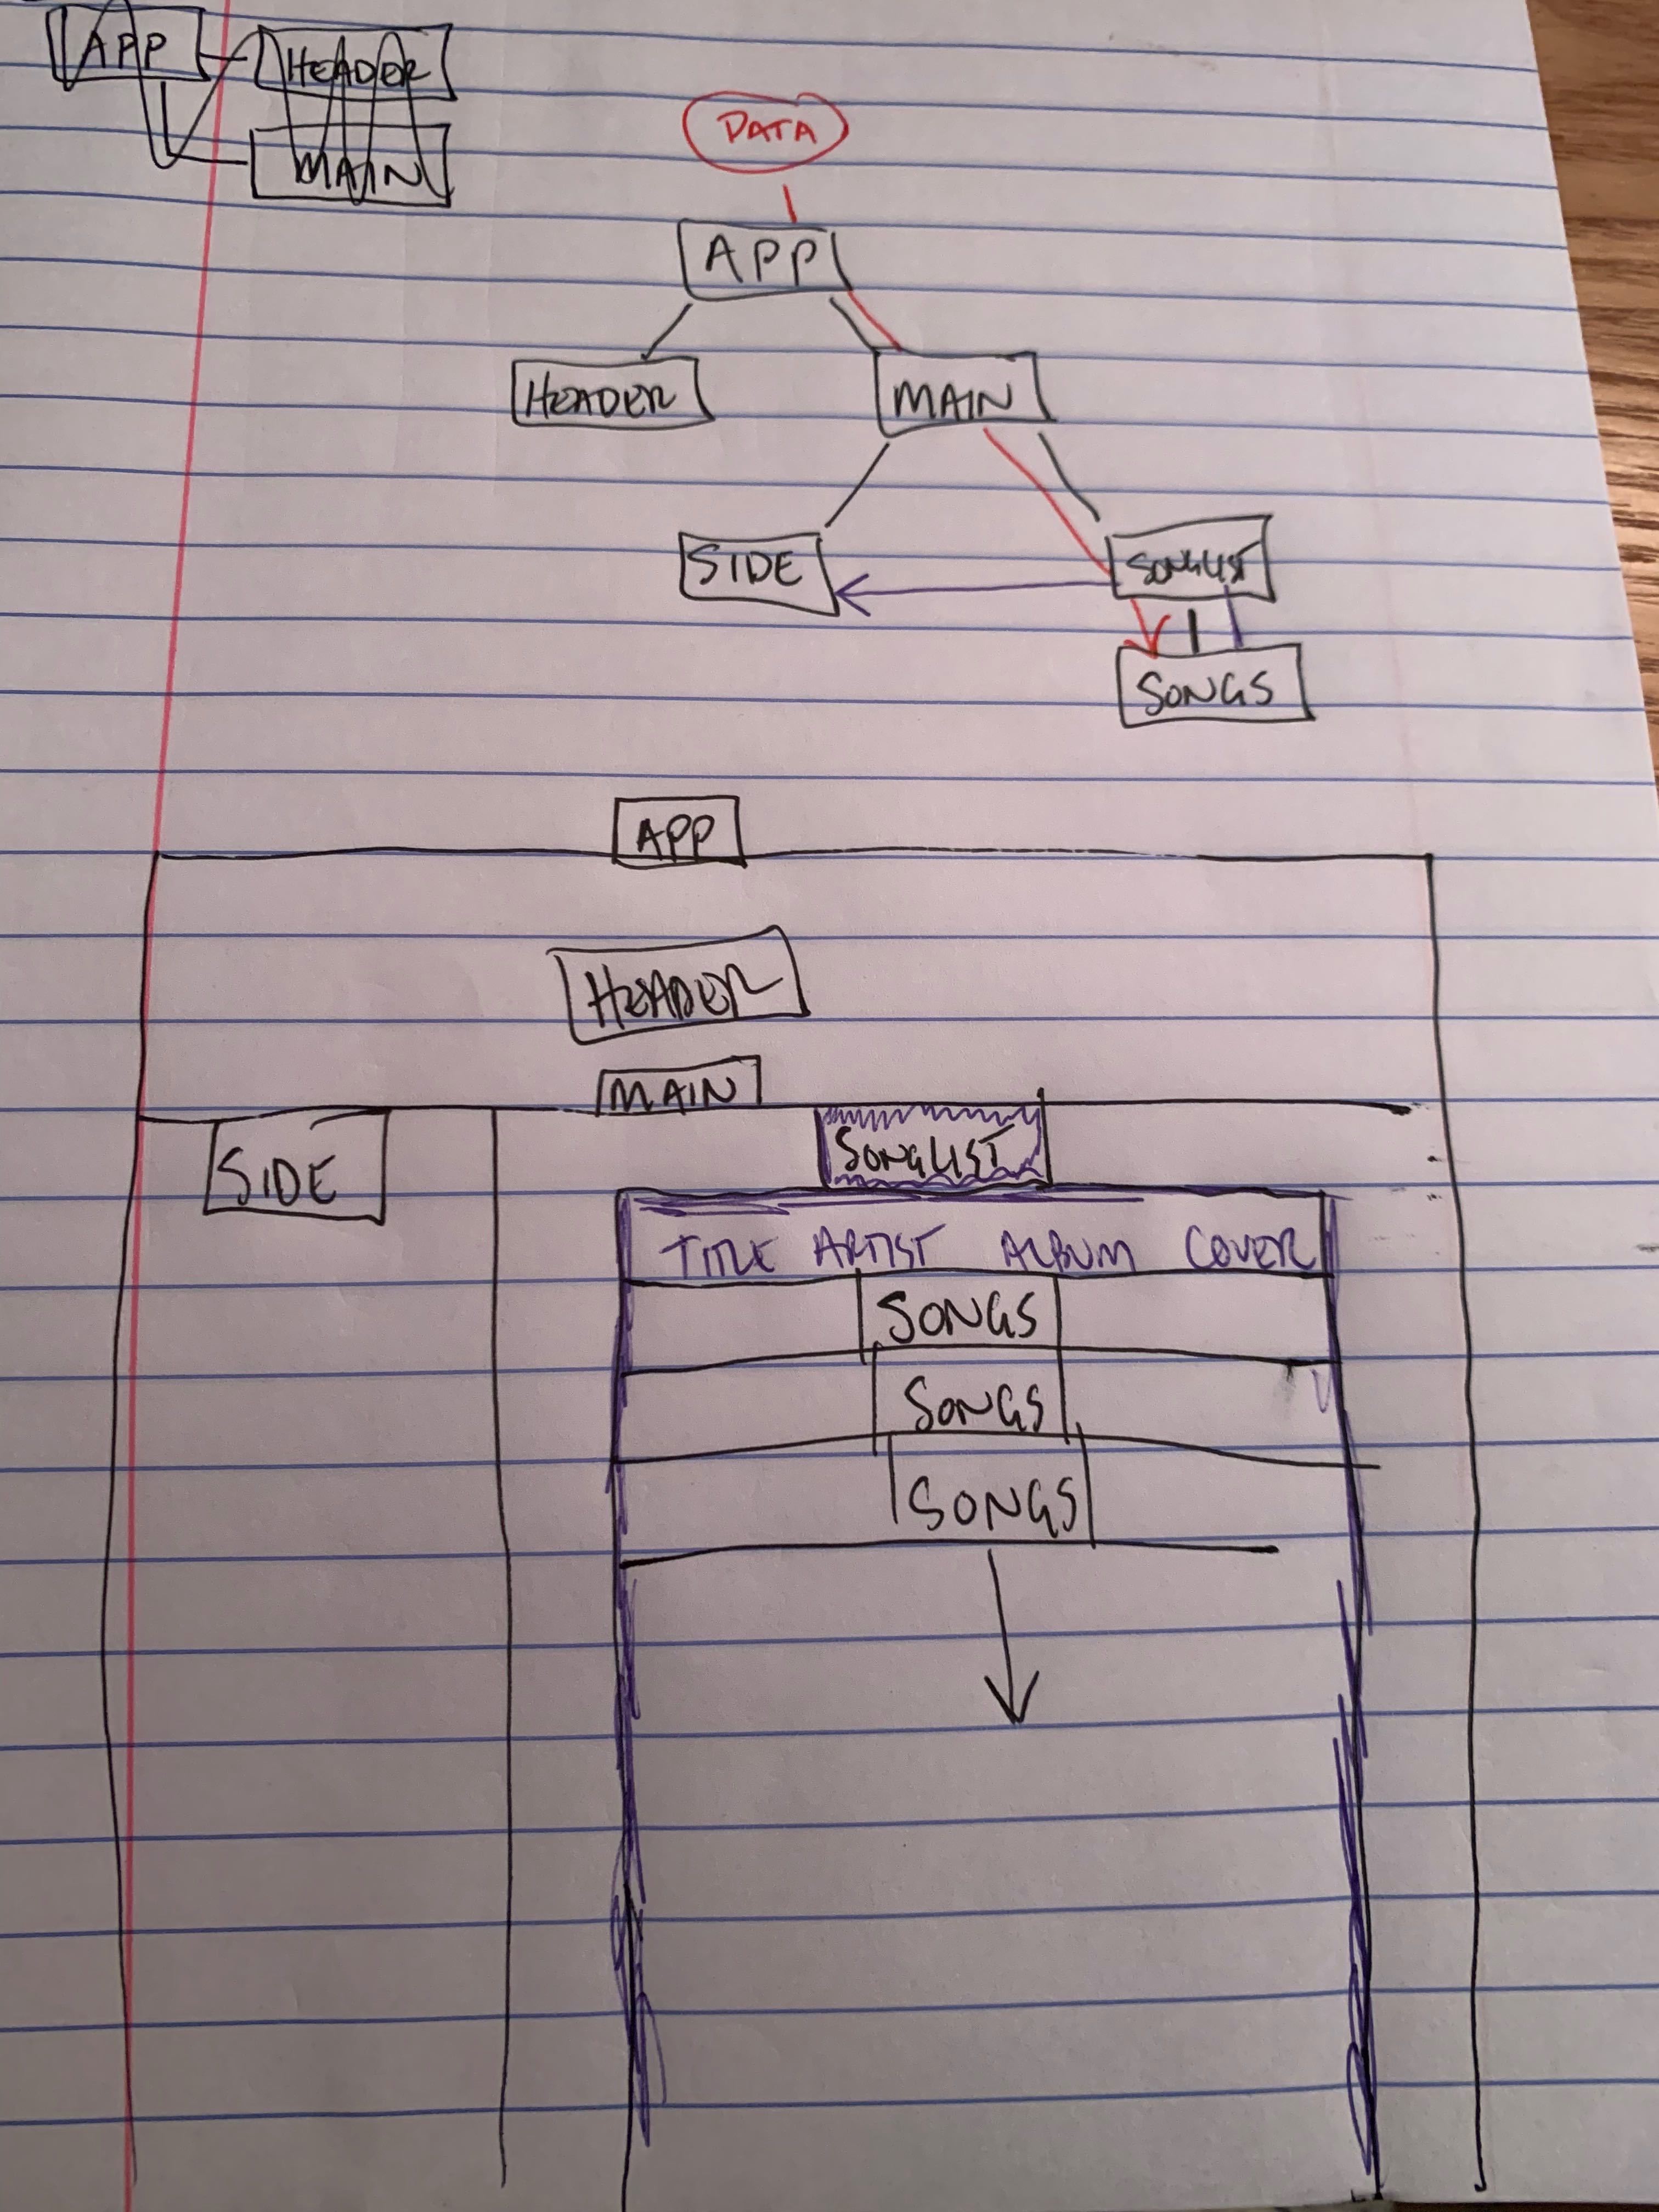 APP HEADER
MAIN
DATA
APP
HEADER MAIN
SIDE SONGLIST
SONGS
APP
HEADER
MAIN
SIDE SONGLIST
TITLE ARTIST ALBUM COVER
SONGS
SONGS
SONGS